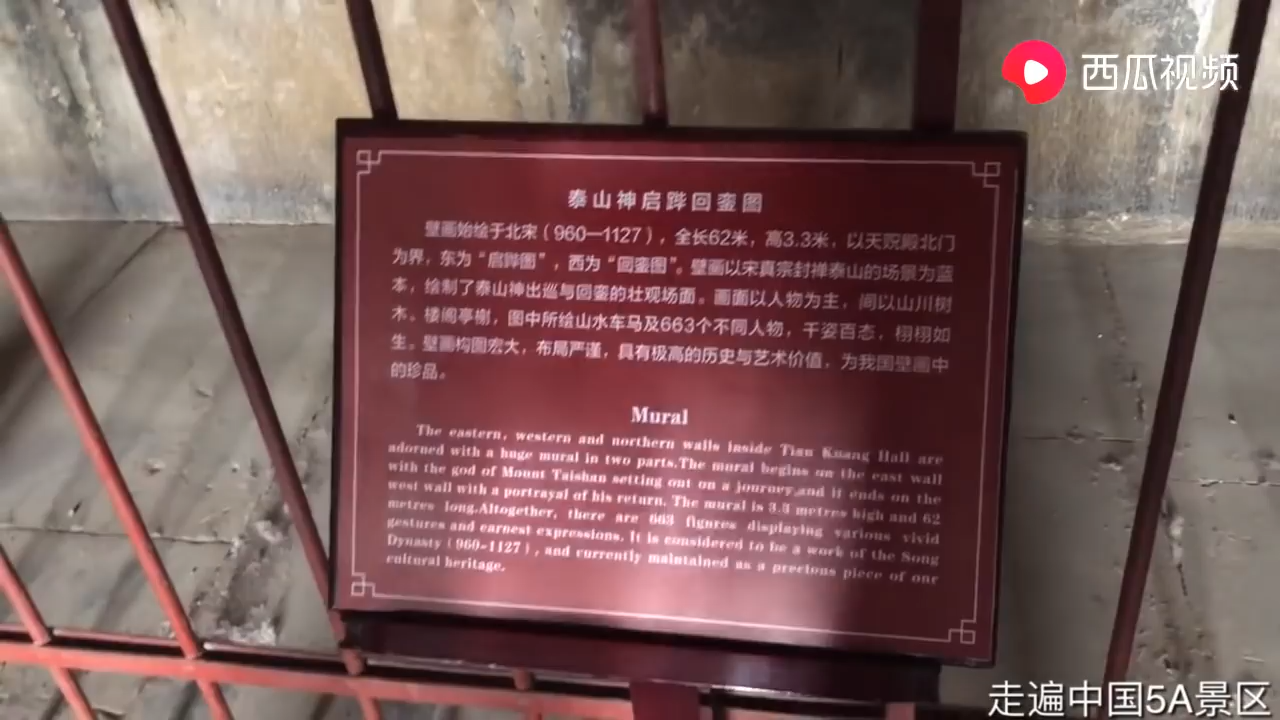 西瓜视频
泰山神启跸回銮图
壁画始绘于北宋（960—1127），全长62米，高3.3米，以天贶殿北门
为界，东为“启跸图”，西为“回銮图”。壁画以宋真宗封禅泰山的场景为蓝
本，绘制了泰山神出巡与回銮的壮观场面。画面以人物为主，间以山川树
木。楼阁亭榭，图中所绘山水车马及663个不同人物，千姿百态，栩栩如
生。壁画构图宏大，布局严谨，具有极高的历史与艺术价值，为我国壁画中
的珍品。
Mural
The eastern, western and northern walls inside Tian Kuang Hall are
adorned with a huge mural in two parts.The mural begins on the east wall
with the god of Mount Taishan setting out on a journey,and it ends on the
west wall with a portrayal of his return. The mural is 3.3 metres high and 62
metres long.Altogether, there are 663 figures displaying various vivid
gestures and earnest expressions. It is considered to be a work of the Song
Dynasty (960-1127), and currently maintained as a precious piece of our
cultural heritage.
走遍中国5A景区